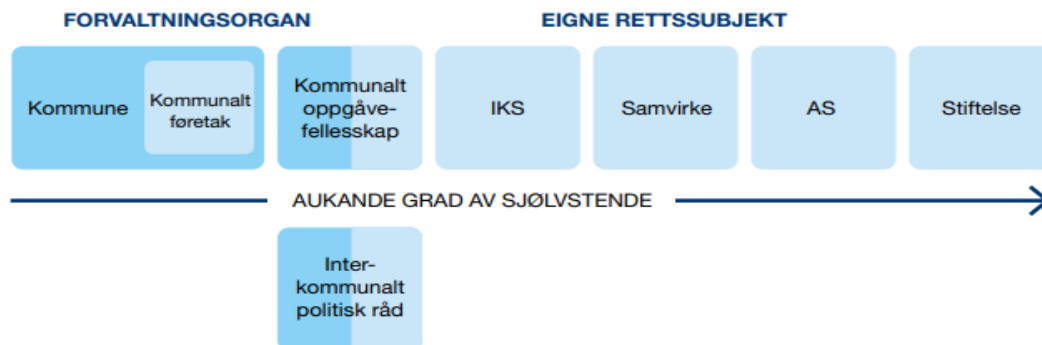 FORVALTNINGSORGAN
EIGNE RETTSSUBJEKT
Kommune
Kommunalt
føretak
Kommunalt
oppgåve-
fellesskap
IKS
Samvirke
AS
Stiftelse
AUKANDE GRAD AV SJØLVSTENDE
Inter-
kommunalt
politisk råd